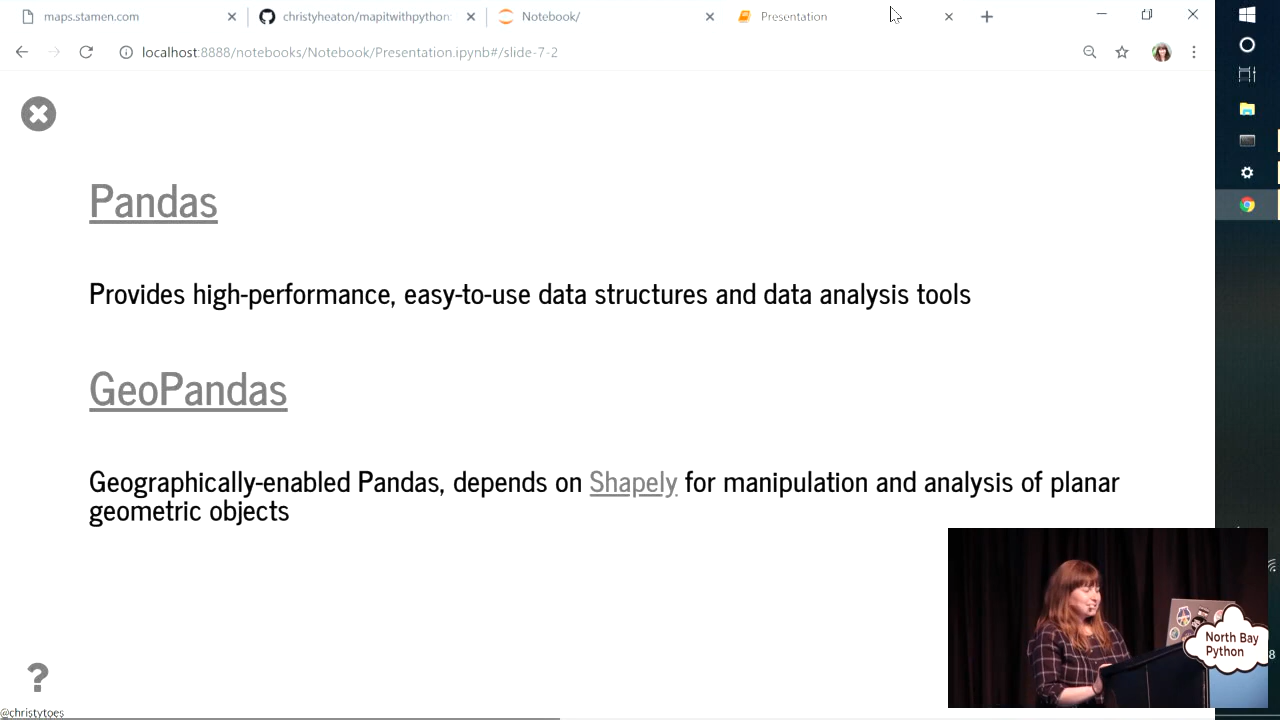 maps.stamen.com
christyheaton/mapitwithpython:
Notebook/
Presentation
localhost:8888/notebooks/Notebook/Presentation.ipynb#/slide-7-2
Pandas
Provides high-performance, easy-to-use data structures and data analysis tools
GeoPandas
Geographically-enabled Pandas, depends on Shapely for manipulation and analysis of planar
geometric objects
North Bay
Python
8
?
@christytoes